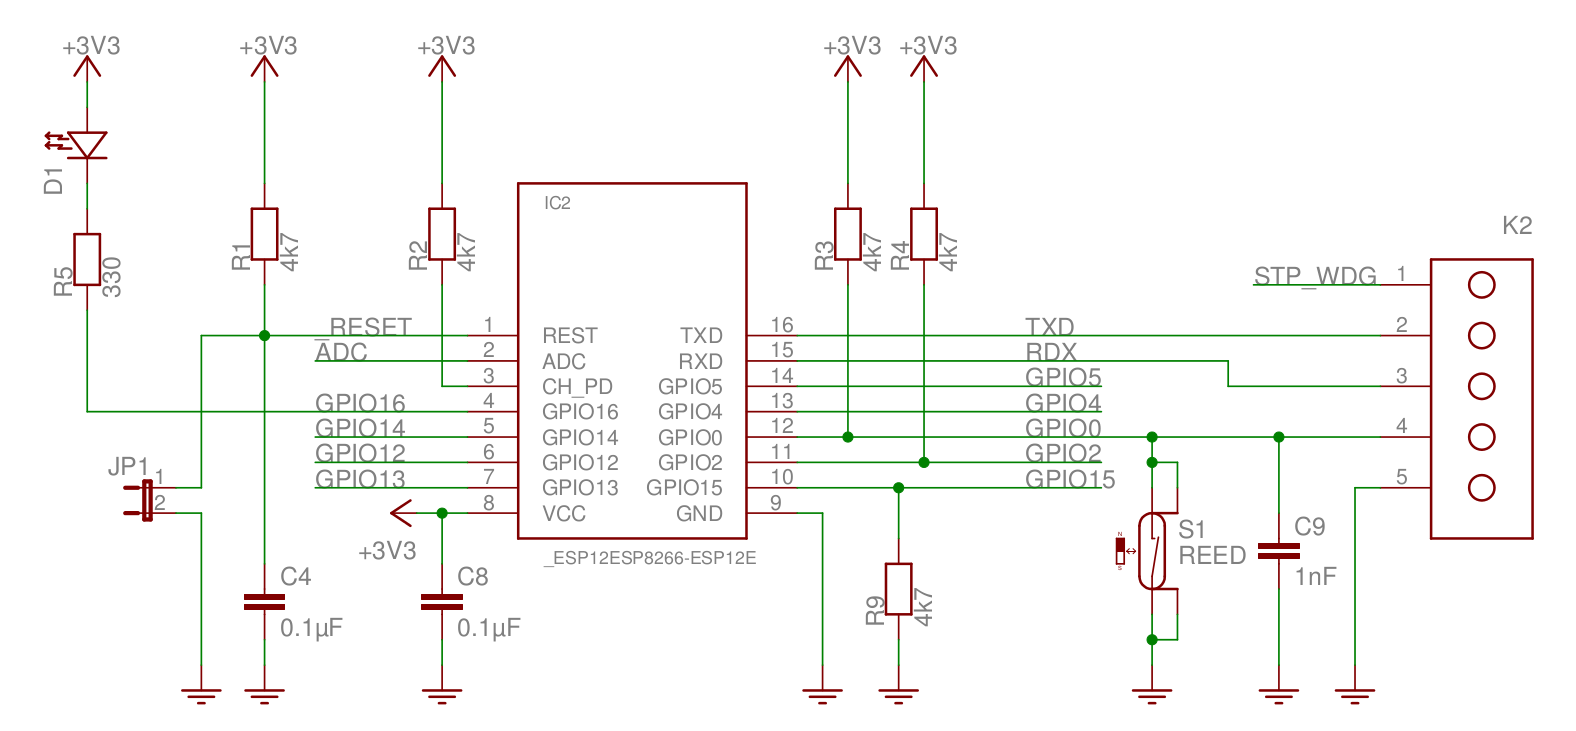 +3V3
+3V3
+3V3
+3V3
+3V3
D1
R5
330
R1
4k7
R2
4k7
R3
4k7
R4
4k7
IC2
K2
STP_WDG 1
_RESET 1 REST TXD 16 TXD 2
ADC 2 ADC RXD 15 RDX
3 CH_PD GPIO5 14 GPIO5 3
GPIO16 4 GPIO16 GPIO4 13 GPIO4
GPIO14 5 GPIO14 GPIO0 12 GPIO0 4
GPIO12 6 GPIO12 GPIO2 11 GPIO2
GPIO13 7 GPIO13 GPIO15 10 GPIO15 5
8 VCC GND 9
JP1
1
2
+3V3
_ESP12ESP8266-ESP12E
N
S
S1
REED
C9
1nF
C4
0.1µF
C8
0.1µF
R9
4k7